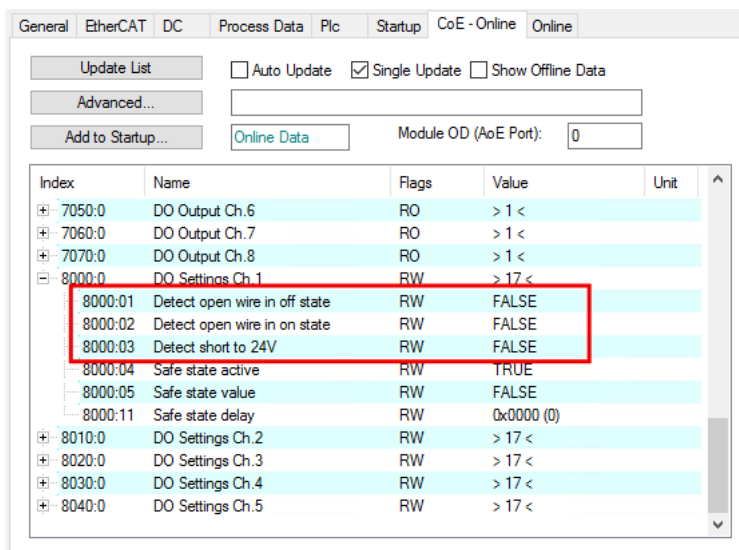 General EtherCAT DC Process Data Plc Startup CoE - Online Online
Update List Auto Update Single Update Show Offline Data
Advanced...
Add to Startup... Online Data Module OD (AoE Port): 0
Index Name Flags Value Unit
7050:0 DO Output Ch.6 RO > 1 <
7060:0 DO Output Ch.7 RO > 1 <
7070:0 DO Output Ch.8 RO > 1 <
8000:0 DO Settings Ch.1 RW > 17 <
8000:01 Detect open wire in off state RW FALSE
8000:02 Detect open wire in on state RW FALSE
8000:03 Detect short to 24V RW FALSE
8000:04 Safe state active RW TRUE
8000:05 Safe state value RW FALSE
8000:11 Safe state delay RW 0x0000 (0)
8010:0 DO Settings Ch.2 RW > 17 <
8020:0 DO Settings Ch.3 RW > 17 <
8030:0 DO Settings Ch.4 RW > 17 <
8040:0 DO Settings Ch.5 RW > 17 <